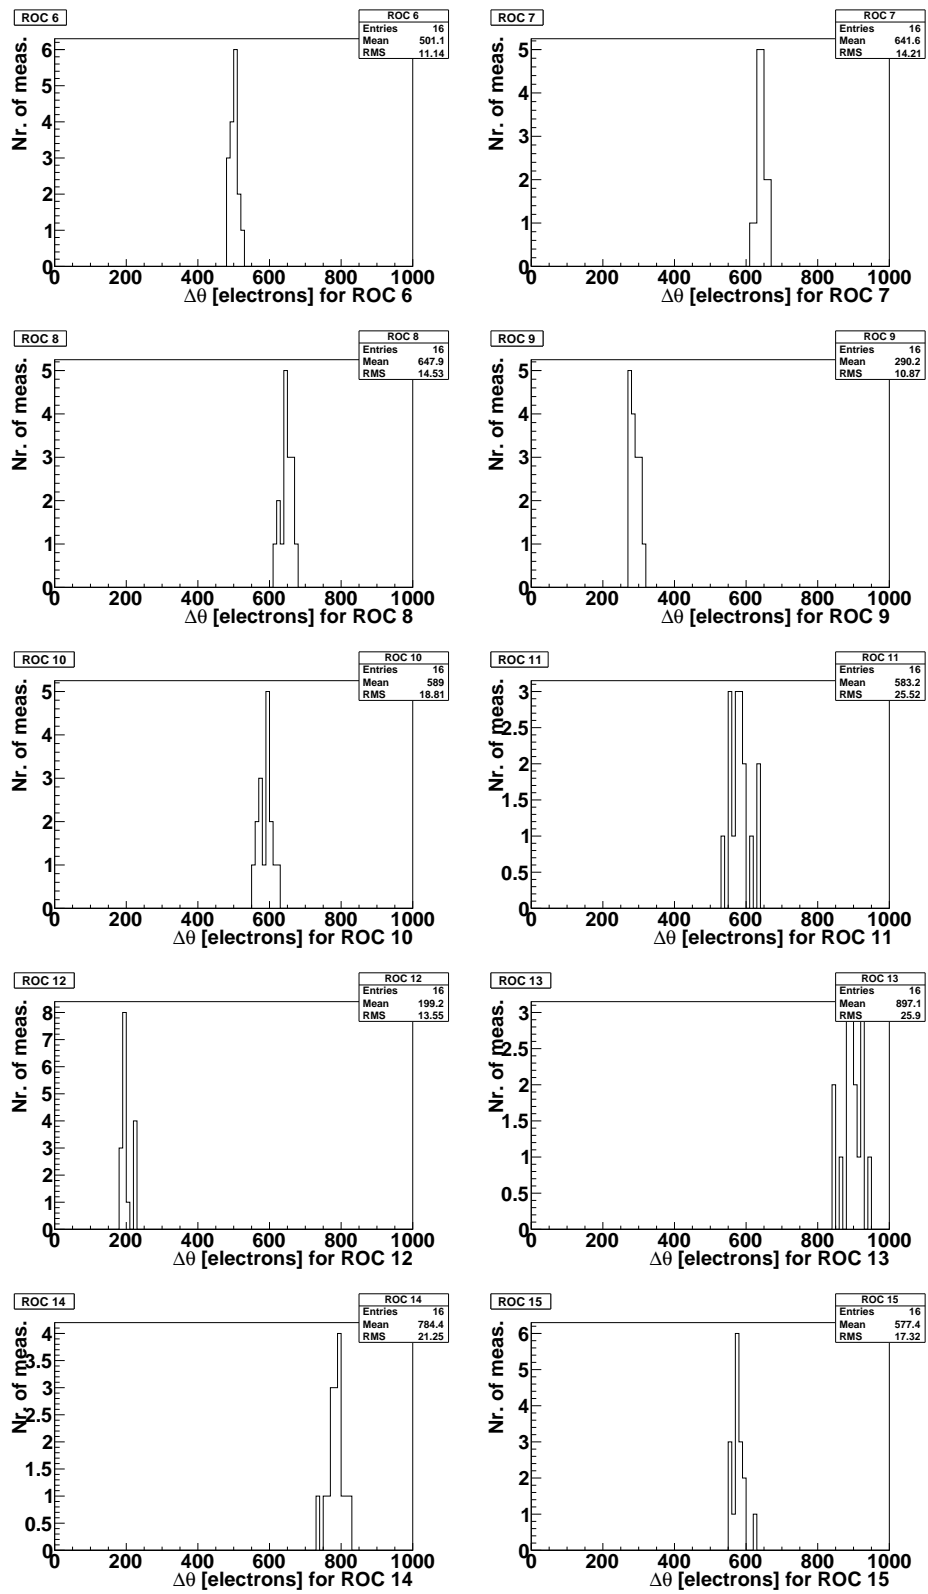 ROC 6
ROC 6
Entries 16
Mean 501.1
RMS 11.14
Nr. of meas.
6
5
4
3
2
1
0
0 200 400 600 800 1000
Δθ [electrons] for ROC 6
ROC 7
ROC 7
Entries 16
Mean 641.6
RMS 14.21
Nr. of meas.
5
4
3
2
1
0
0 200 400 600 800 1000
Δθ [electrons] for ROC 7
ROC 8
ROC 8
Entries 16
Mean 647.9
RMS 14.53
Nr. of meas.
5
4
3
2
1
0
0 200 400 600 800 1000
Δθ [electrons] for ROC 8
ROC 9
ROC 9
Entries 16
Mean 290.2
RMS 10.87
Nr. of meas.
5
4
3
2
1
0
0 200 400 600 800 1000
Δθ [electrons] for ROC 9
ROC 10
ROC 10
Entries 16
Mean 589
RMS 18.81
Nr. of meas.
5
4
3
2
1
0
0 200 400 600 800 1000
Δθ [electrons] for ROC 10
ROC 11
ROC 11
Entries 16
Mean 583.2
RMS 25.52
Nr. of meas.
3
2.5
2
1.5
1
0.5
0
0 200 400 600 800 1000
Δθ [electrons] for ROC 11
ROC 12
ROC 12
Entries 16
Mean 199.2
RMS 13.55
Nr. of meas.
8
7
6
5
4
3
2
1
0
0 200 400 600 800 1000
Δθ [electrons] for ROC 12
ROC 13
ROC 13
Entries 16
Mean 897.1
RMS 25.9
Nr. of meas.
3
2.5
2
1.5
1
0.5
0
0 200 400 600 800 1000
Δθ [electrons] for ROC 13
ROC 14
ROC 14
Entries 16
Mean 784.4
RMS 21.25
Nr. of meas.
4
3.5
3
2.5
2
1.5
1
0.5
0
0 200 400 600 800 1000
Δθ [electrons] for ROC 14
ROC 15
ROC 15
Entries 16
Mean 577.4
RMS 17.32
Nr. of meas.
6
5
4
3
2
1
0
0 200 400 600 800 1000
Δθ [electrons] for ROC 15